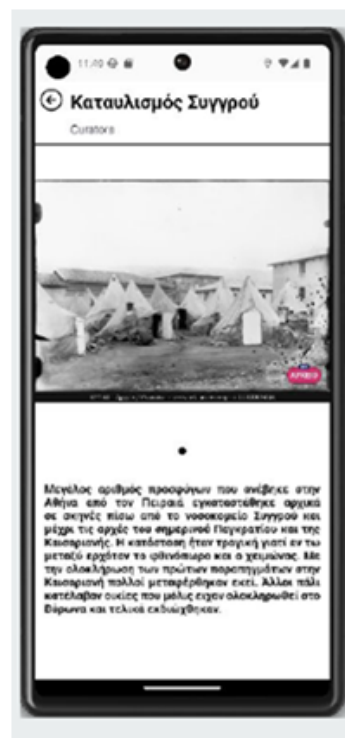 11:49
Καταυλισμός Συγγρού
Curators
ΑΡΧΕΙΟ
Μεγάλος αριθμός προσφύγων που ανέβηκε στην
Αθήνα από τον Πειραιά εγκαταστάθηκε αρχικά
σε σκηνές πίσω από το νοσοκομείο Συγγρού και
μέχρι τις αρχές του σημερινού Παγκρατίου και της
Καισαριανής. Η κατάσταση ήταν τραγική γιατί εν τω
μεταξύ ερχόταν το φθινόπωρο και ο χειμώνας. Με
την ολοκλήρωση των πρώτων παραπηγμάτων στην
Καισαριανή πολλοί μεταφέρθηκαν εκεί. Άλλοι πάλι
κατέλαβαν οικίες που μόλις είχαν ολοκληρωθεί στο
Βύρωνα και τελικά εκδιώχθηκαν.